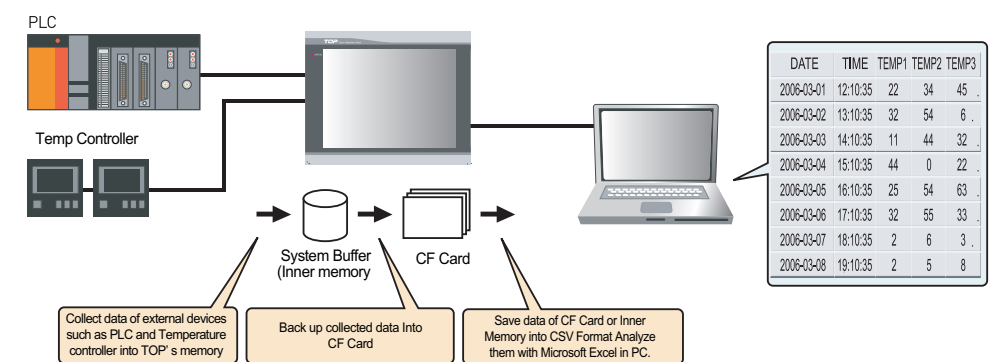 PLC
TOP
Temp Controller
System Buffer
(Inner memory
CF Card
Collect data of external devices
such as PLC and Temperature
controller into TOP' s memory
Back up collected data Into
CF Card
Save data of CF Card or Inner
Memory into CSV Format Analyze
them with Microsoft Excel in PC.
DATE TIME TEMP1 TEMP2 TEMP3
2006-03-01 12:10:35 22 34 45 .
2006-03-02 13:10:35 32 54 6 .
2006-03-03 14:10:35 11 44 32 .
2006-03-04 15:10:35 44 0 22 .
2006-03-05 16:10:35 25 54 63 .
2006-03-06 17:10:35 32 55 33 .
2006-03-07 18:10:35 2 6 3 .
2006-03-08 19:10:35 2 5 8